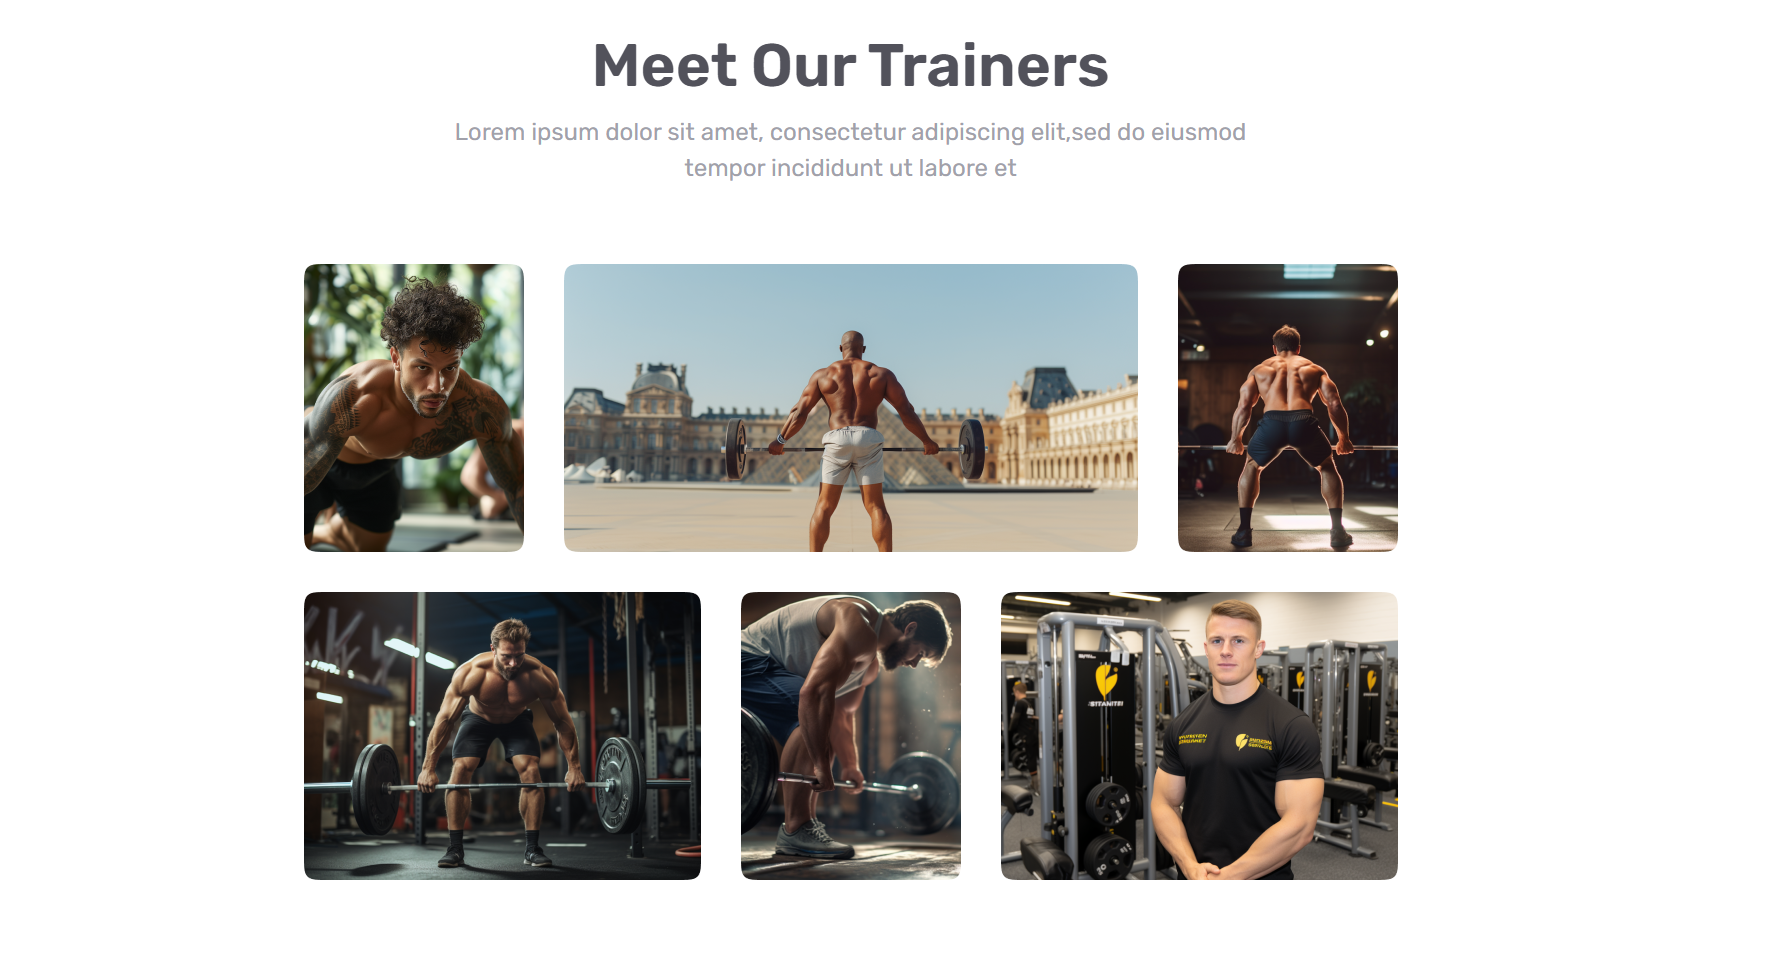 Meet Our Trainers
Lorem ipsum dolor sit amet, consectetur adipiscing elit,sed do eiusmod
tempor incididunt ut labore et